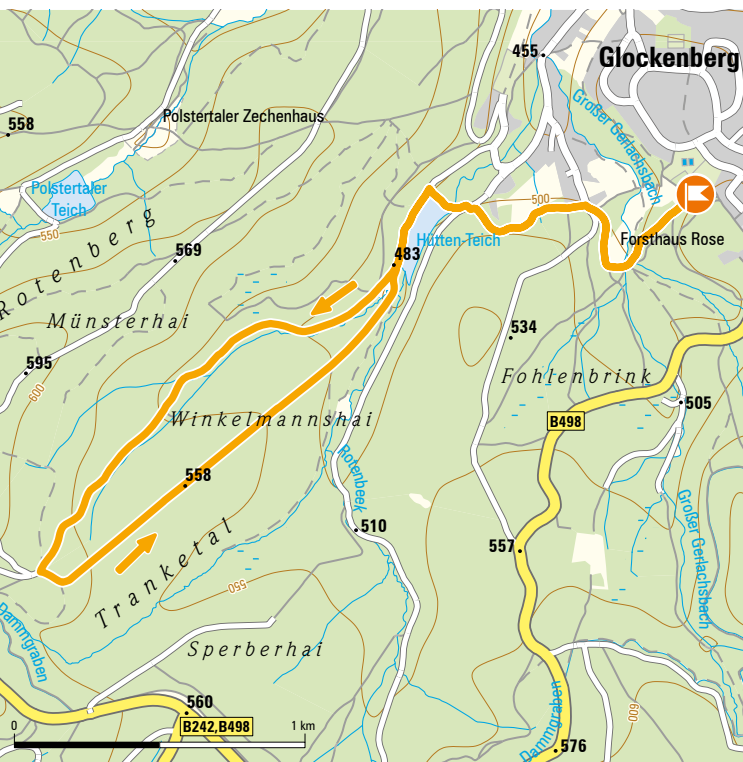 455
Glockenberg
Großer Gerlachsbach
558
Polstertaler Zechenhaus
Polstertaler
Teich
500
550
Rotenberg
569
Hütten-Teich
483
Forsthaus Rose
Münsterhai
534
595
600
Fohlenbrink
505
Winkelmannshai
B498
Rotenbeek
558
510
557
Großer Gerlachsbach
Tranketal
550
Dammgraben
Sperberhai
560
B242,B498
600
Dammgraben
576
0
1 km